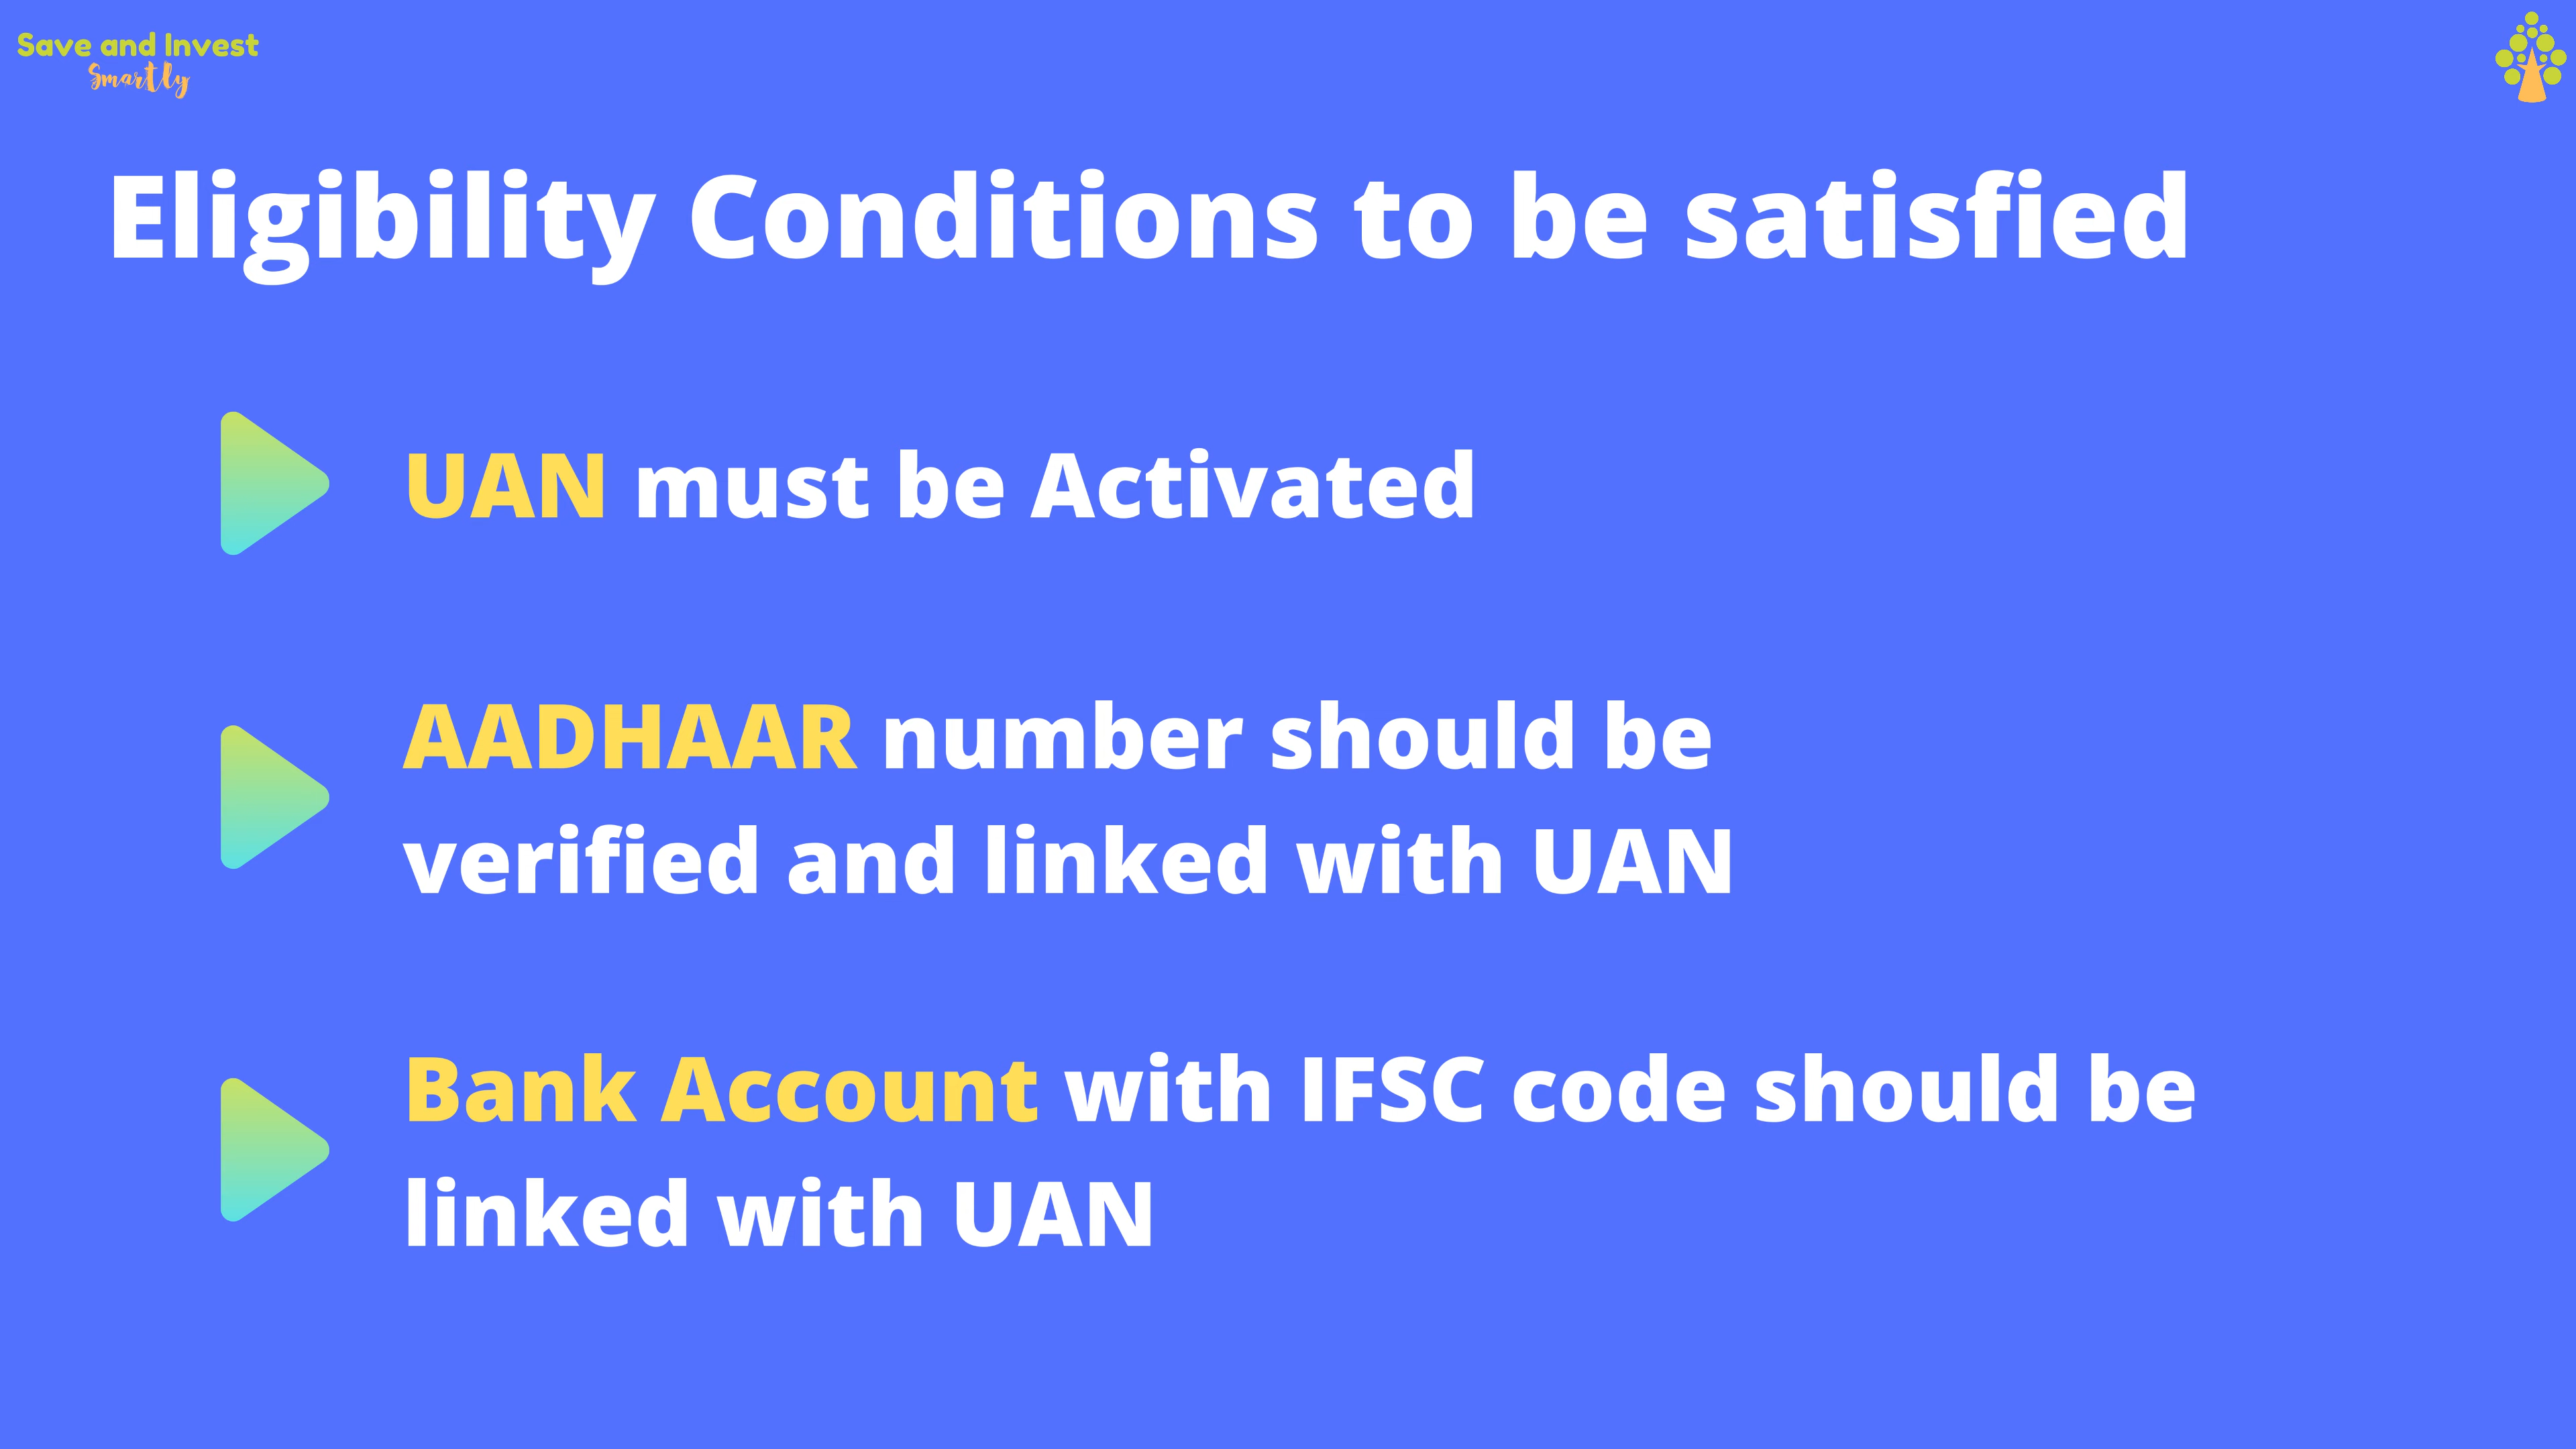 Save and Invest
Smartly
Eligibility Conditions to be satisfied
UAN must be Activated
AADHAAR number should be
verified and linked with UAN
Bank Account with IFSC code should be
linked with UAN